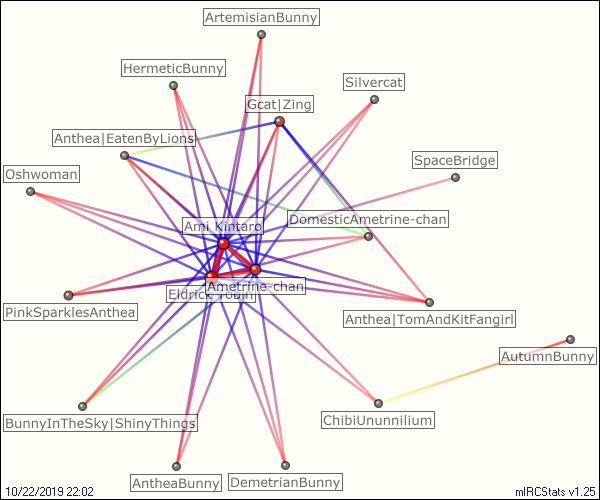 ArtemisianBunny
HermeticBunny
Silvercat
Gcat|Zing
Anthea|EatenByLions
SpaceBridge
Oshwoman
DomesticAmetrine-chan
Ami_Kintaro
Ametrine-chan
PinkSparklesAnthea
Anthea|TomAndKitFangirl
AutumnBunny
BunnyInTheSky|ShinyThings
ChibiUnunnilium
AntheaBunny
DemetrianBunny
10/22/2019 22:02
mIRCStats v1.25